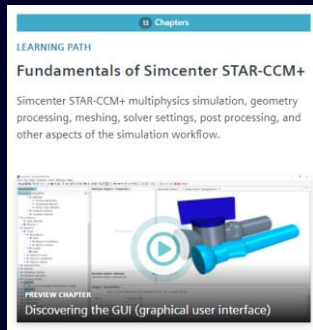 13 Chapters
LEARNING PATH
Fundamentals of Simcenter STAR-CCM+
Simcenter STAR-CCM+ multiphysics simulation, geometry
processing, meshing, solver settings, post processing, and
other aspects of the simulation workflow.
PREVIEW CHAPTER
Discovering the GUI (graphical user interface)